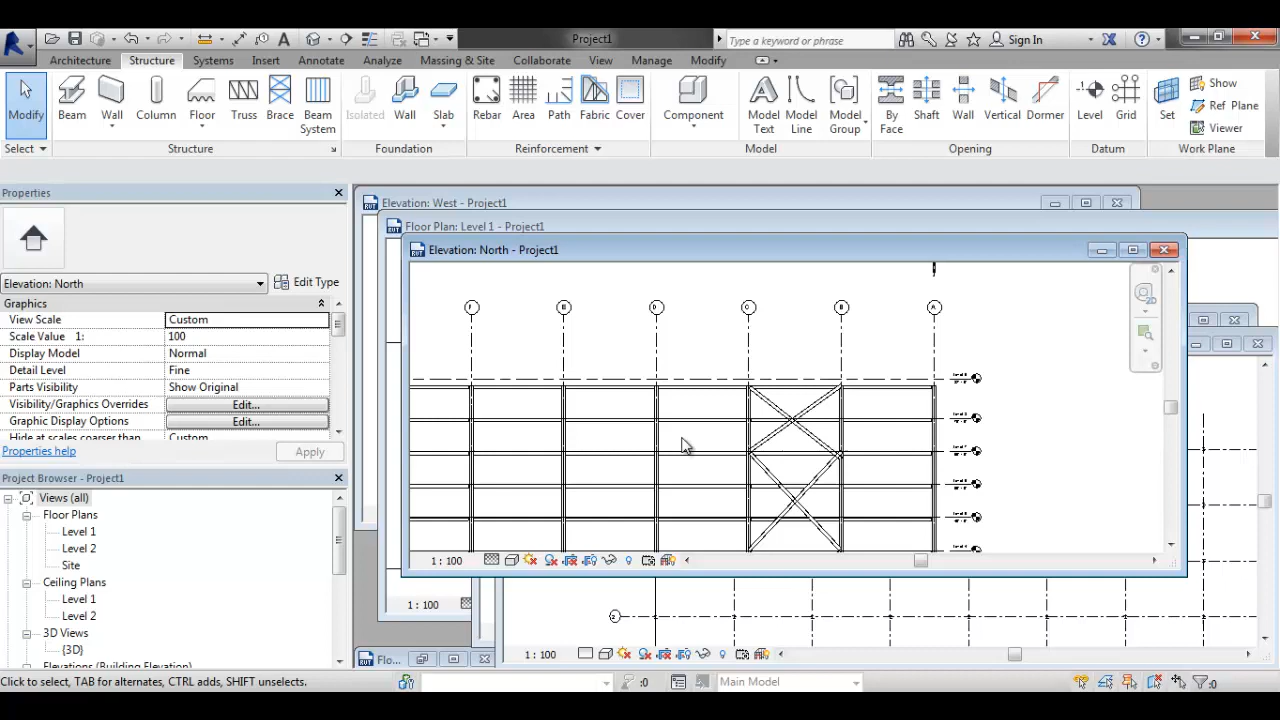 Project1
Type a keyword or phrase
Sign In
Architecture Structure Systems Insert Annotate Analyze Massing & Site Collaborate View Manage Modify
Modify Beam Wall Column Floor Truss Brace Beam System Isolated Wall Slab Rebar Area Path Fabric Cover Component Model Text Model Line Model Group By Face Shaft Wall Vertical Dormer Level Grid Set Show Ref Plane Viewer
Select Structure Foundation Reinforcement Model Opening Datum Work Plane
Properties
Elevation: North
Edit Type
Graphics
View Scale Custom
Scale Value 1: 100
Display Model Normal
Detail Level Fine
Parts Visibility Show Original
Visibility/Graphics Overrides Edit...
Graphic Display Options Edit...
Hide at scales coarser than Custom
Properties help
Apply
Project Browser - Project1
Views (all)
Floor Plans
Level 1
Level 2
Site
Ceiling Plans
Level 1
Level 2
3D Views
{3D}
Elevations (Building Elevation)
Elevation: West - Project1
Floor Plan: Level 1 - Project1
Elevation: North - Project1
F E D C B A
1 : 100
1 : 100
2
Flo...
1 : 100
Click to select, TAB for alternates, CTRL adds, SHIFT unselects.
:0
Main Model
:0